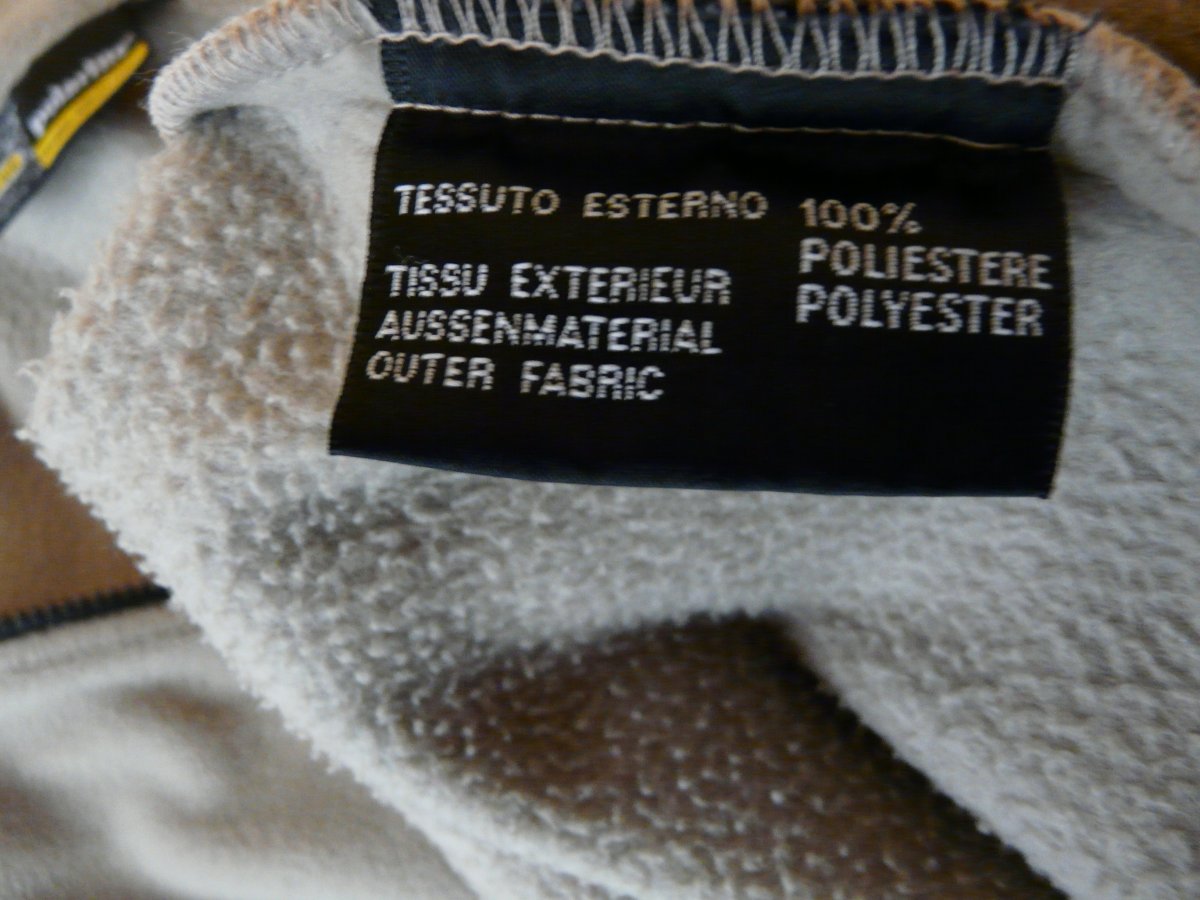 TESSUTO ESTERNO 100%
POLIESTERE
TISSU EXTERIEUR POLYESTER
AUSSENMATERIAL
OUTER FABRIC